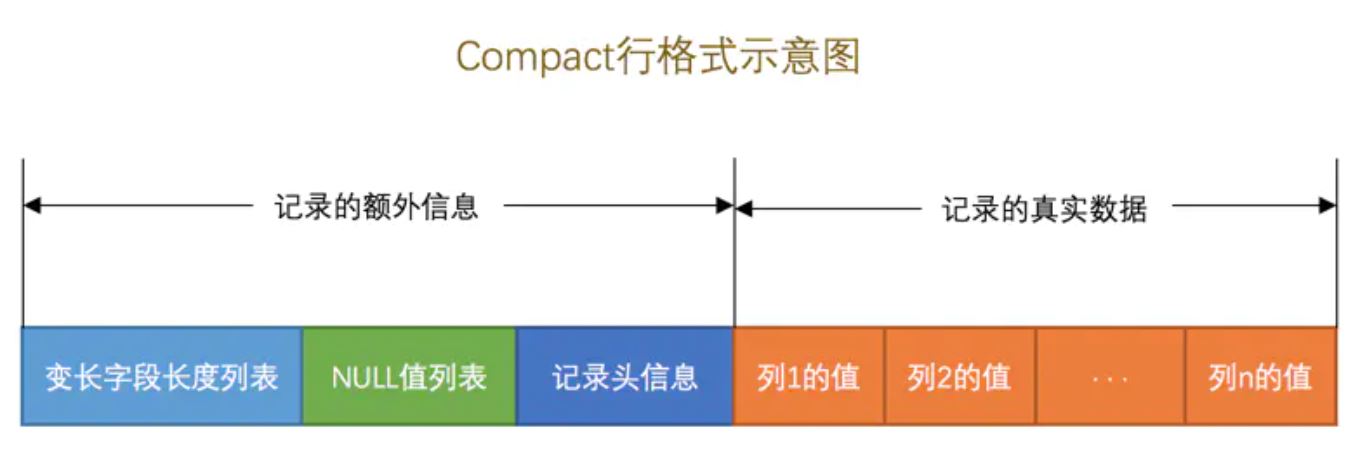 Compact行格式示意图
记录的额外信息
记录的真实数据
变长字段长度列表
NULL值列表
记录头信息
列1的值
列2的值
...
列n的值